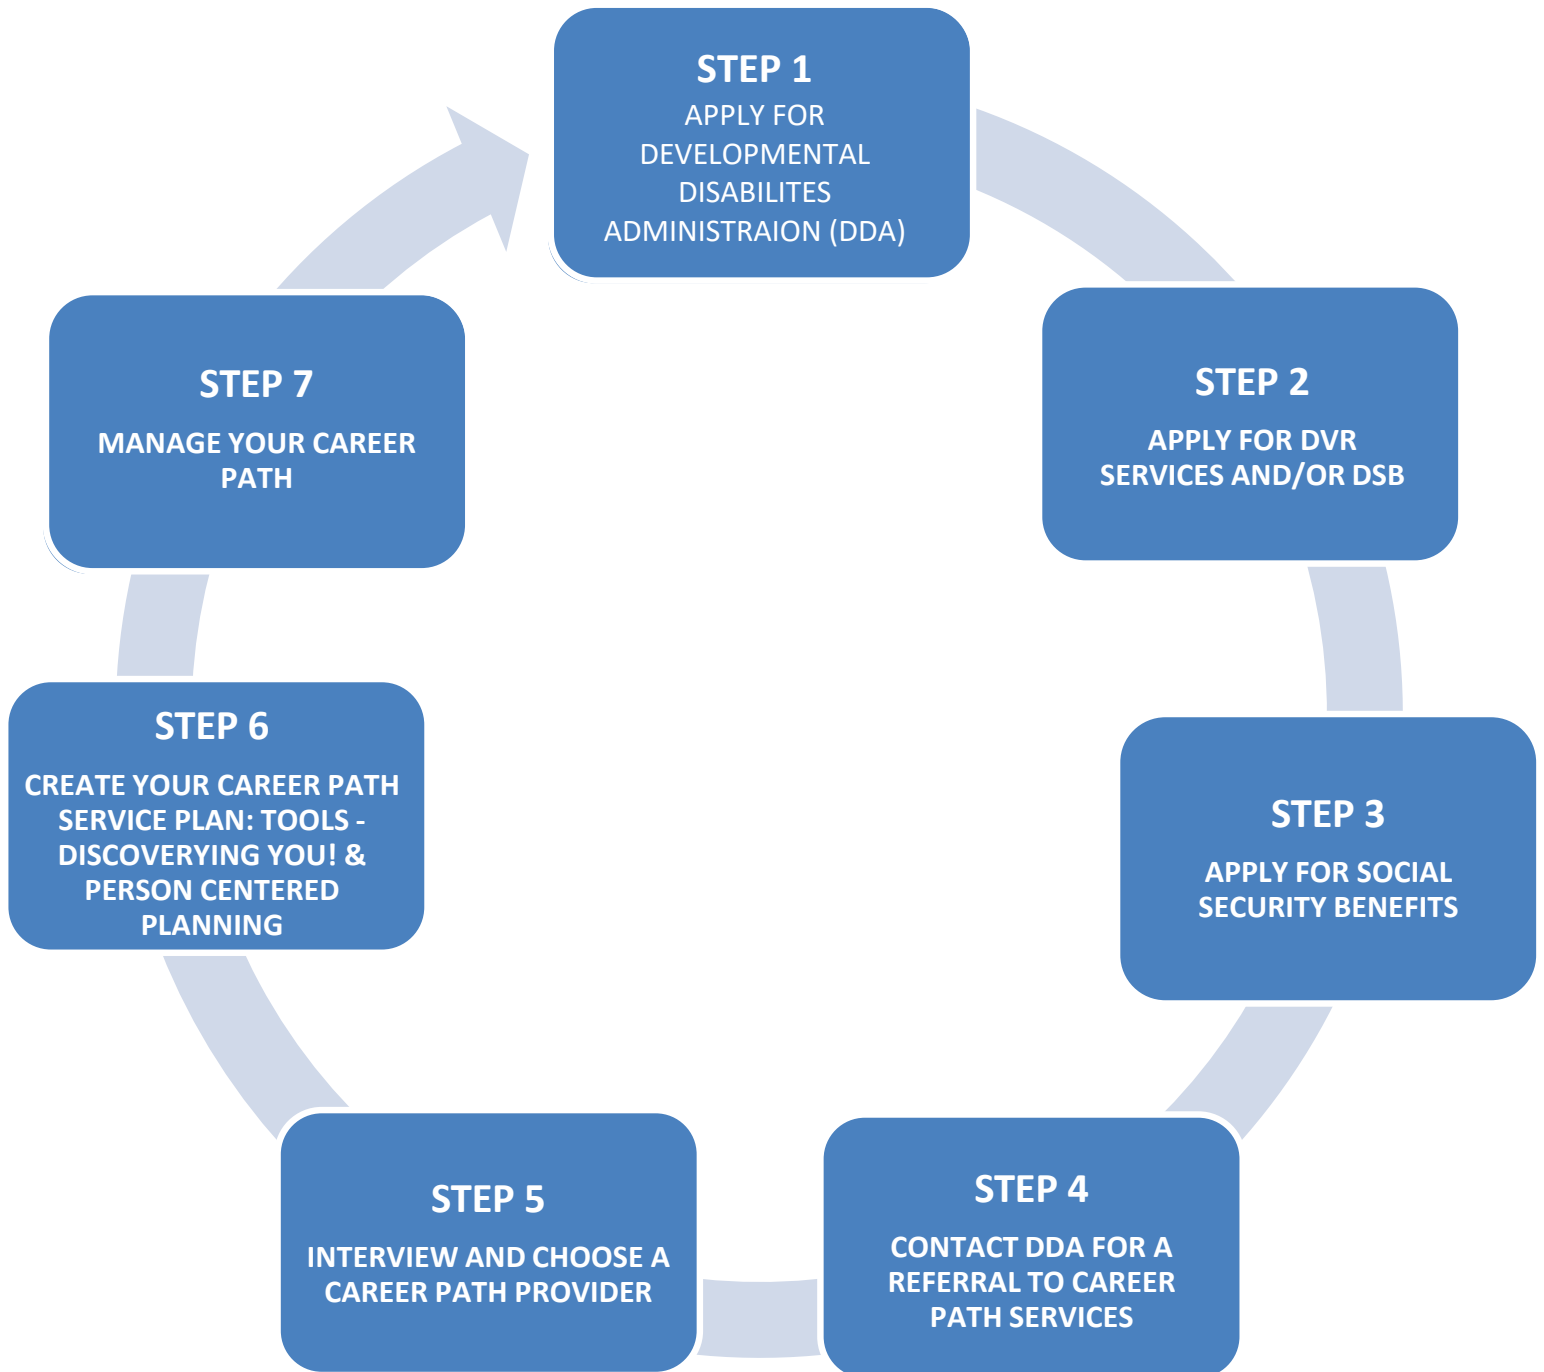 STEP 1
APPLY FOR
DEVELOPMENTAL
DISABILITES
ADMINISTRAION (DDA)
STEP 2
APPLY FOR DVR
SERVICES AND/OR DSB
STEP 3
APPLY FOR SOCIAL
SECURITY BENEFITS
STEP 4
CONTACT DDA FOR A
REFERRAL TO CAREER
PATH SERVICES
STEP 5
INTERVIEW AND CHOOSE A
CAREER PATH PROVIDER
STEP 6
CREATE YOUR CAREER PATH
SERVICE PLAN: TOOLS -
DISCOVERYING YOU! &
PERSON CENTERED
PLANNING
STEP 7
MANAGE YOUR CAREER
PATH